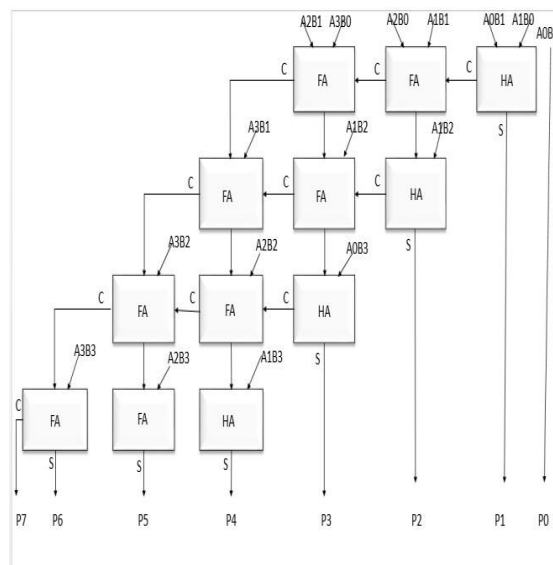 A2B1 A3B0 A2B0 A1B1 A0B1 A1B0 A0B
C FA C FA C HA
S
A3B1 A1B2 A1B2
C FA C FA C HA
S
A3B2 A2B2 A0B3
C FA C FA C HA
S
A3B3 A2B3 A1B3
C FA FA HA
S S S
P7 P6 P5 P4 P3 P2 P1 P0